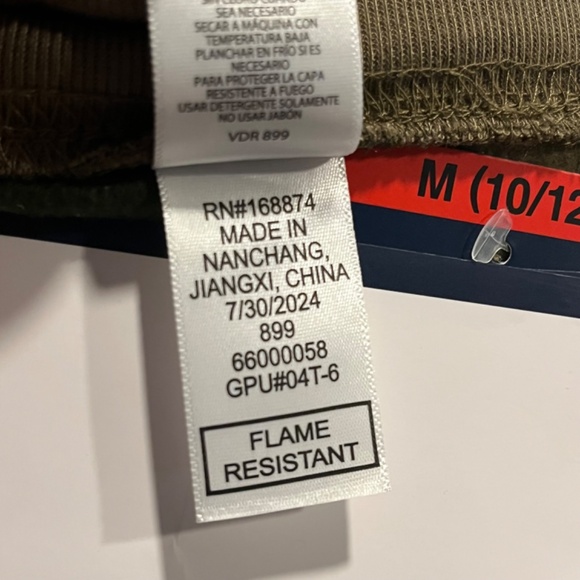 SEA NECESARIO
SECAR A MÁQUINA CON
TEMPERATURA BAJA
PLANCHAR EN FRÍO SI ES
NECESARIO
PARA PROTEGER LA CAPA
RESISTENTE A FUEGO
USAR DETERGENTE SOLAMENTE
NO USAR JABÓN
VDR 899
M (10/12
RN#168874
MADE IN
NANCHANG,
JIANGXI, CHINA
7/30/2024
899
66000058
GPU#04T-6
FLAME
RESISTANT